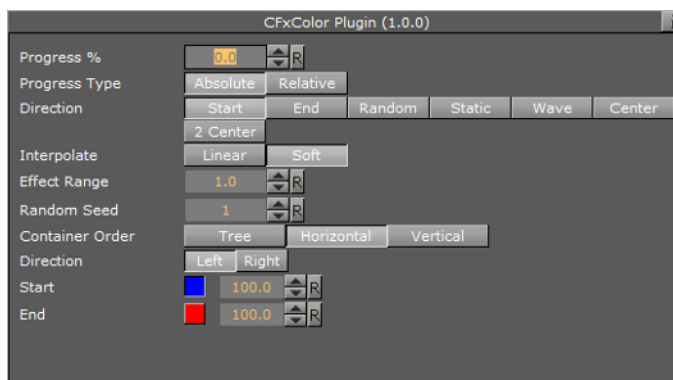 CFxColor Plugin (1.0.0)
Progress % 0.0 R
Progress Type Absolute Relative
Direction Start End Random Static Wave Center
2 Center
Interpolate Linear Soft
Effect Range 1.0 R
Random Seed 1 R
Container Order Tree Horizontal Vertical
Direction Left Right
Start 100.0 R
End 100.0 R